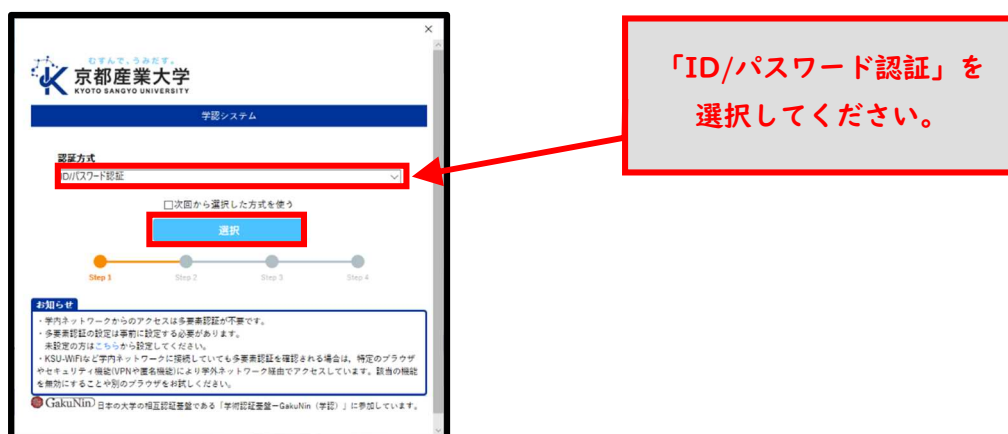 ×
むすんで、うみだす。
京都産業大学
KYOTO SANGYO UNIVERSITY
学認システム
認証方式
ID/パスワード認証
□次回から選択した方式を使う
選択
Step 1 Step 2 Step 3 Step 4
お知らせ
・学内ネットワークからのアクセスは多要素認証が不要です。
・多要素認証の設定は事前に設定する必要があります。
未設定の方はこちらから設定してください。
・KSU-WiFiなど学内ネットワークに接続していても多要素認証を確認される場合は、特定のブラウザ
やセキュリティ機能(VPNや匿名機能)により学外ネットワーク経由でアクセスしています。該当の機能
を無効にすることや別のブラウザをお試しください。
GakuNin 日本の大学の相互認証基盤である「学術認証基盤ーGakuNin（学認）」に参加しています。
「ID/パスワード認証」を
選択してください。